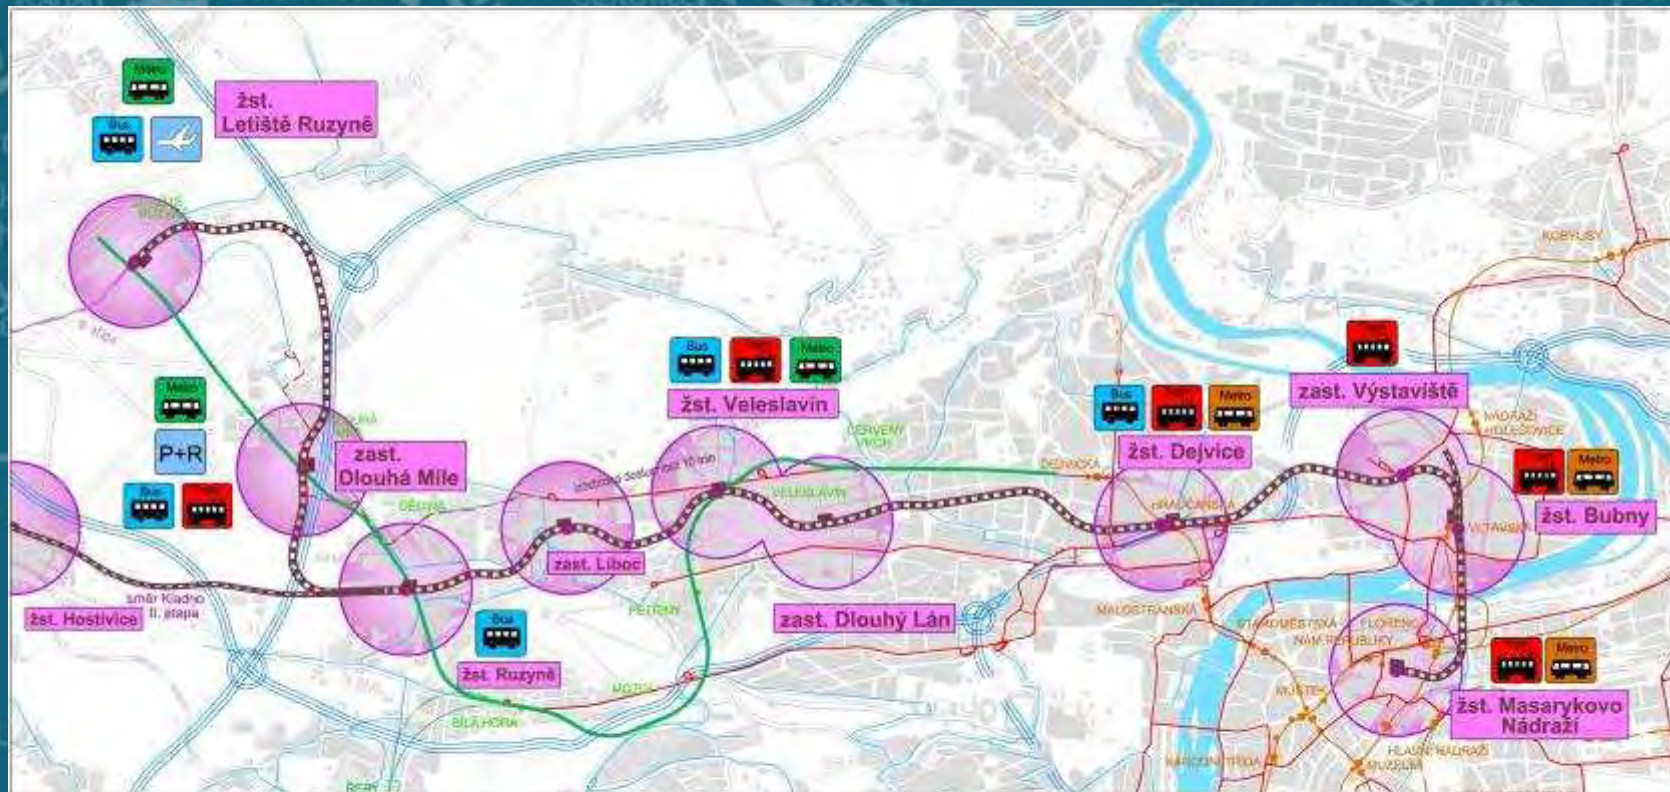 Metro
žst.
Letiště Ruzyně
Bus
Metro
P+R
Bus
zast.
Dlouhá Míle
směr Kladno
II. etapa
žst. Hostivice
zast. Liboc
Bus
žst. Ruzyně
BÍLÁ HORA
MOTOL
PETŘINY
Bus
Metro
žst. Veleslavín
ČERVENÝ
VRCH
VELESLAVÍN
zast. Dlouhý Lán
DEJVICKÁ
Bus
Metro
žst. Dejvice
HRADČANSKÁ
MALOSTRANSKÁ
STAROMĚSTSKÁ
FLORENC
NÁM REPUBLIKY
MŮSTEK
NÁRODNÍ TŘÍDA
HLAVNÍ NÁDRAŽÍ
MUZEUM
zast. Výstaviště
KOBYLISY
NÁDRAŽÍ
HOLEŠOVICE
Metro
žst. Bubny
VLTAVSKÁ
Metro
žst. Masarykovo
Nádraží